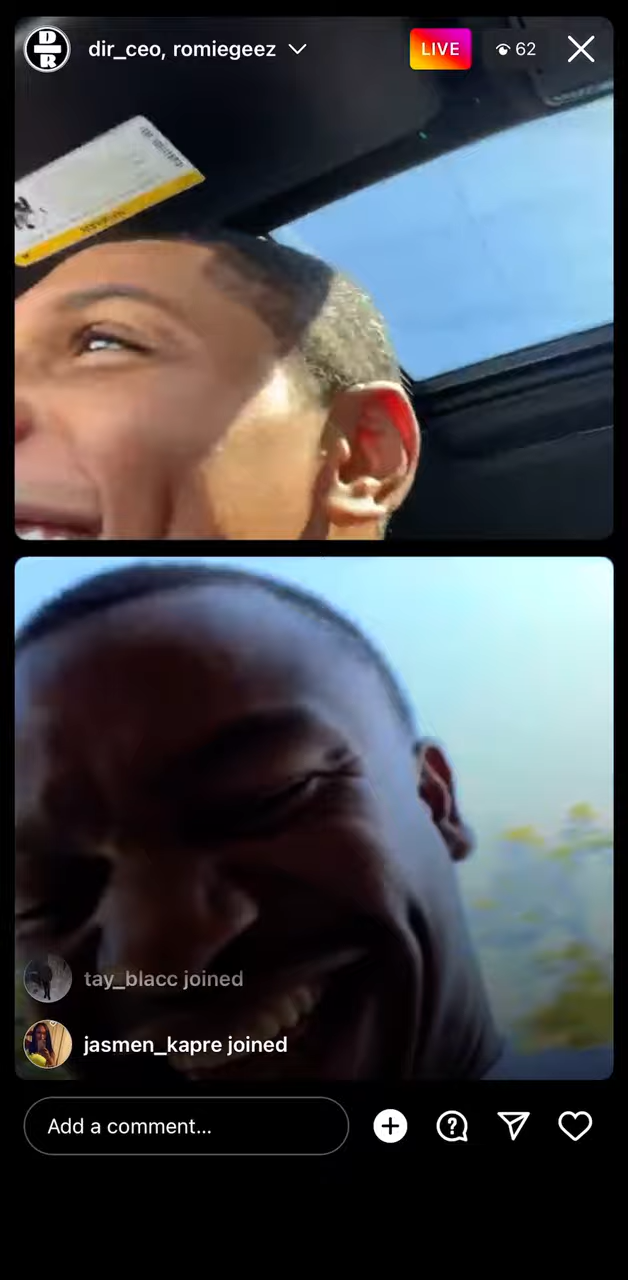 D
R
dir_ceo, romiegeez
LIVE
62
tay_blacc joined
jasmen_kapre joined
Add a comment...